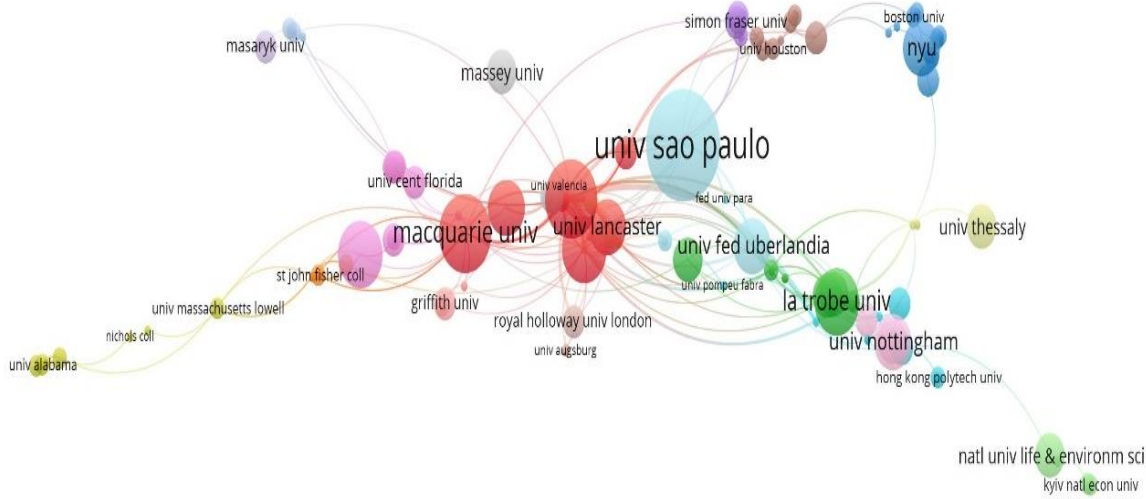 boston univ
simon fraser univ
masaryk univ
univ houston
nyu
massey univ
univ sao paulo
univ cent florida
univ valencia
fed univ para
macquarie univ
univ lancaster
univ fed uberlandia
univ thessaly
st john fisher coll
univ pompeu fabra
univ massachusetts lowell
griffith univ
la trobe univ
royal holloway univ london
nichols coll
univ augsburg
univ nottingham
univ alabama
hong kong polytech univ
natl univ life & environm sci
kyiv natl econ univ